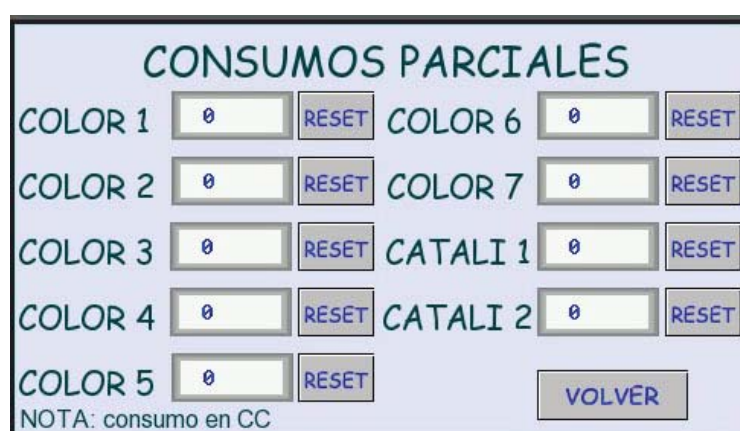 CONSUMOS PARCIALES
COLOR 1 0 RESET COLOR 6 0 RESET
COLOR 2 0 RESET COLOR 7 0 RESET
COLOR 3 0 RESET CATALI 1 0 RESET
COLOR 4 0 RESET CATALI 2 0 RESET
COLOR 5 0 RESET VOLVER
NOTA: consumo en CC